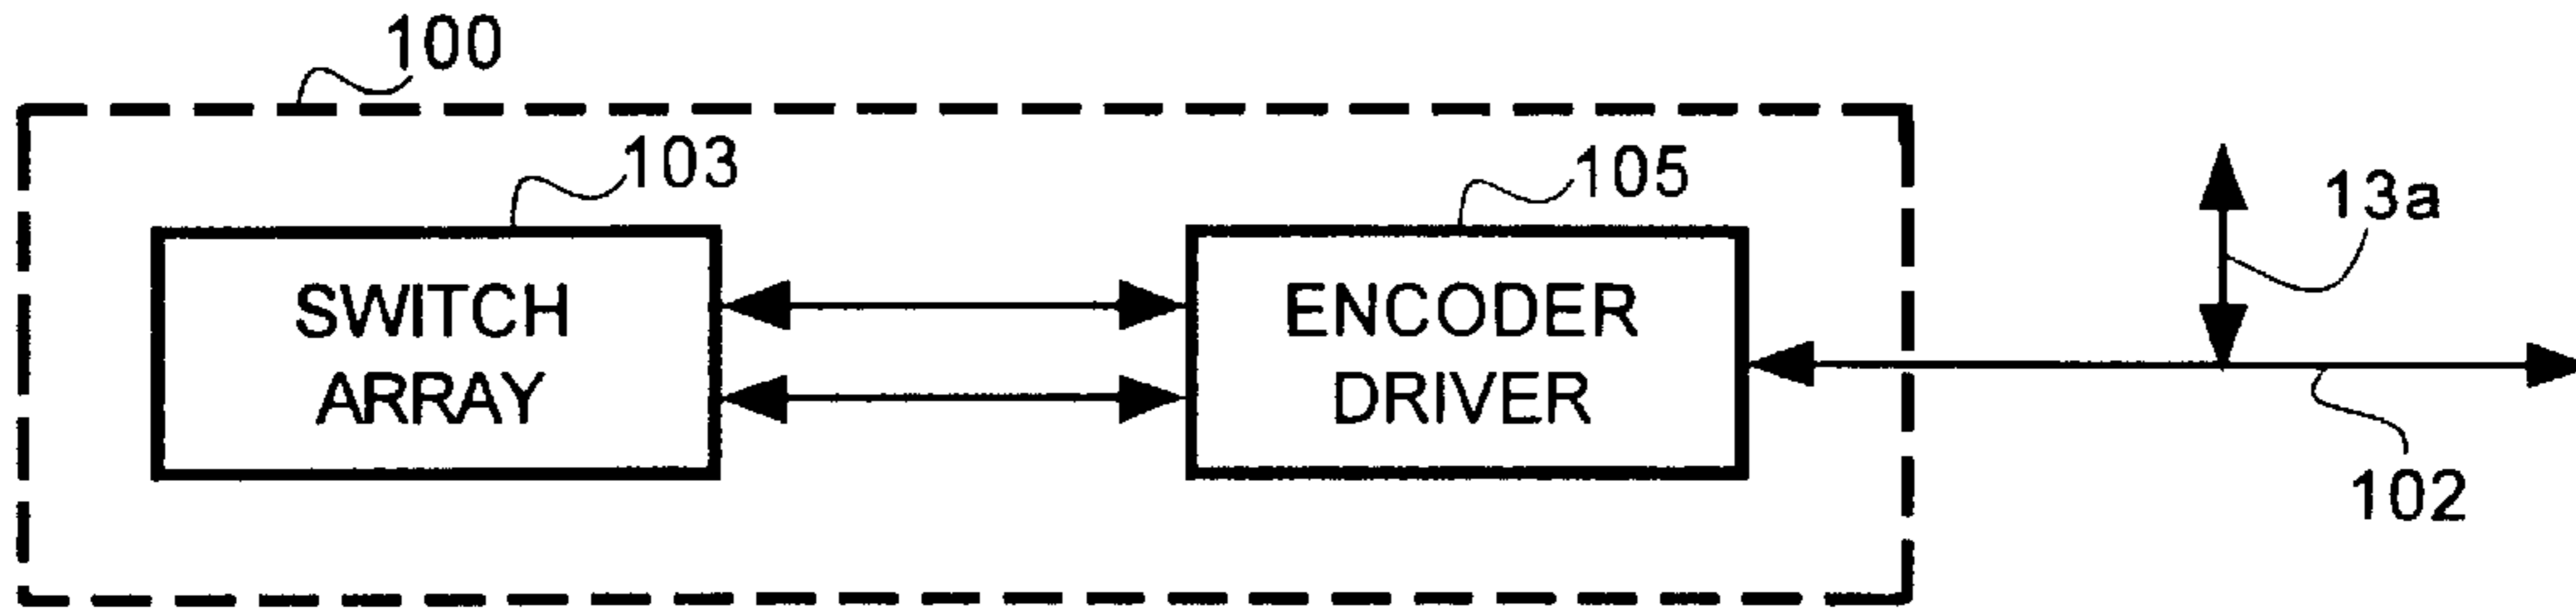 100
103
105
13a
SWITCH
ARRAY
ENCODER
DRIVER
102